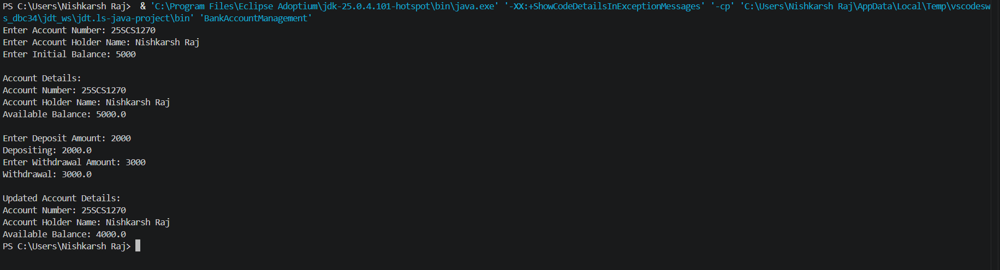 PS C:\Users\Nishkarsh Raj>  & 'C:\Program Files\Eclipse Adoptium\jdk-25.0.4.101-hotspot\bin\java.exe' '-XX:+ShowCodeDetailsInExceptionMessages' '-cp' 'C:\Users\Nishkarsh Raj\AppData\Local\Temp\vscodesw
s_dbc34\jdt_ws\jdt.ls-java-project\bin' 'BankAccountManagement'
Enter Account Number: 25SCS1270
Enter Account Holder Name: Nishkarsh Raj
Enter Initial Balance: 5000

Account Details:
Account Number: 25SCS1270
Account Holder Name: Nishkarsh Raj
Available Balance: 5000.0

Enter Deposit Amount: 2000
Depositing: 2000.0
Enter Withdrawal Amount: 3000
Withdrawal: 3000.0

Updated Account Details:
Account Number: 25SCS1270
Account Holder Name: Nishkarsh Raj
Available Balance: 4000.0
PS C:\Users\Nishkarsh Raj>